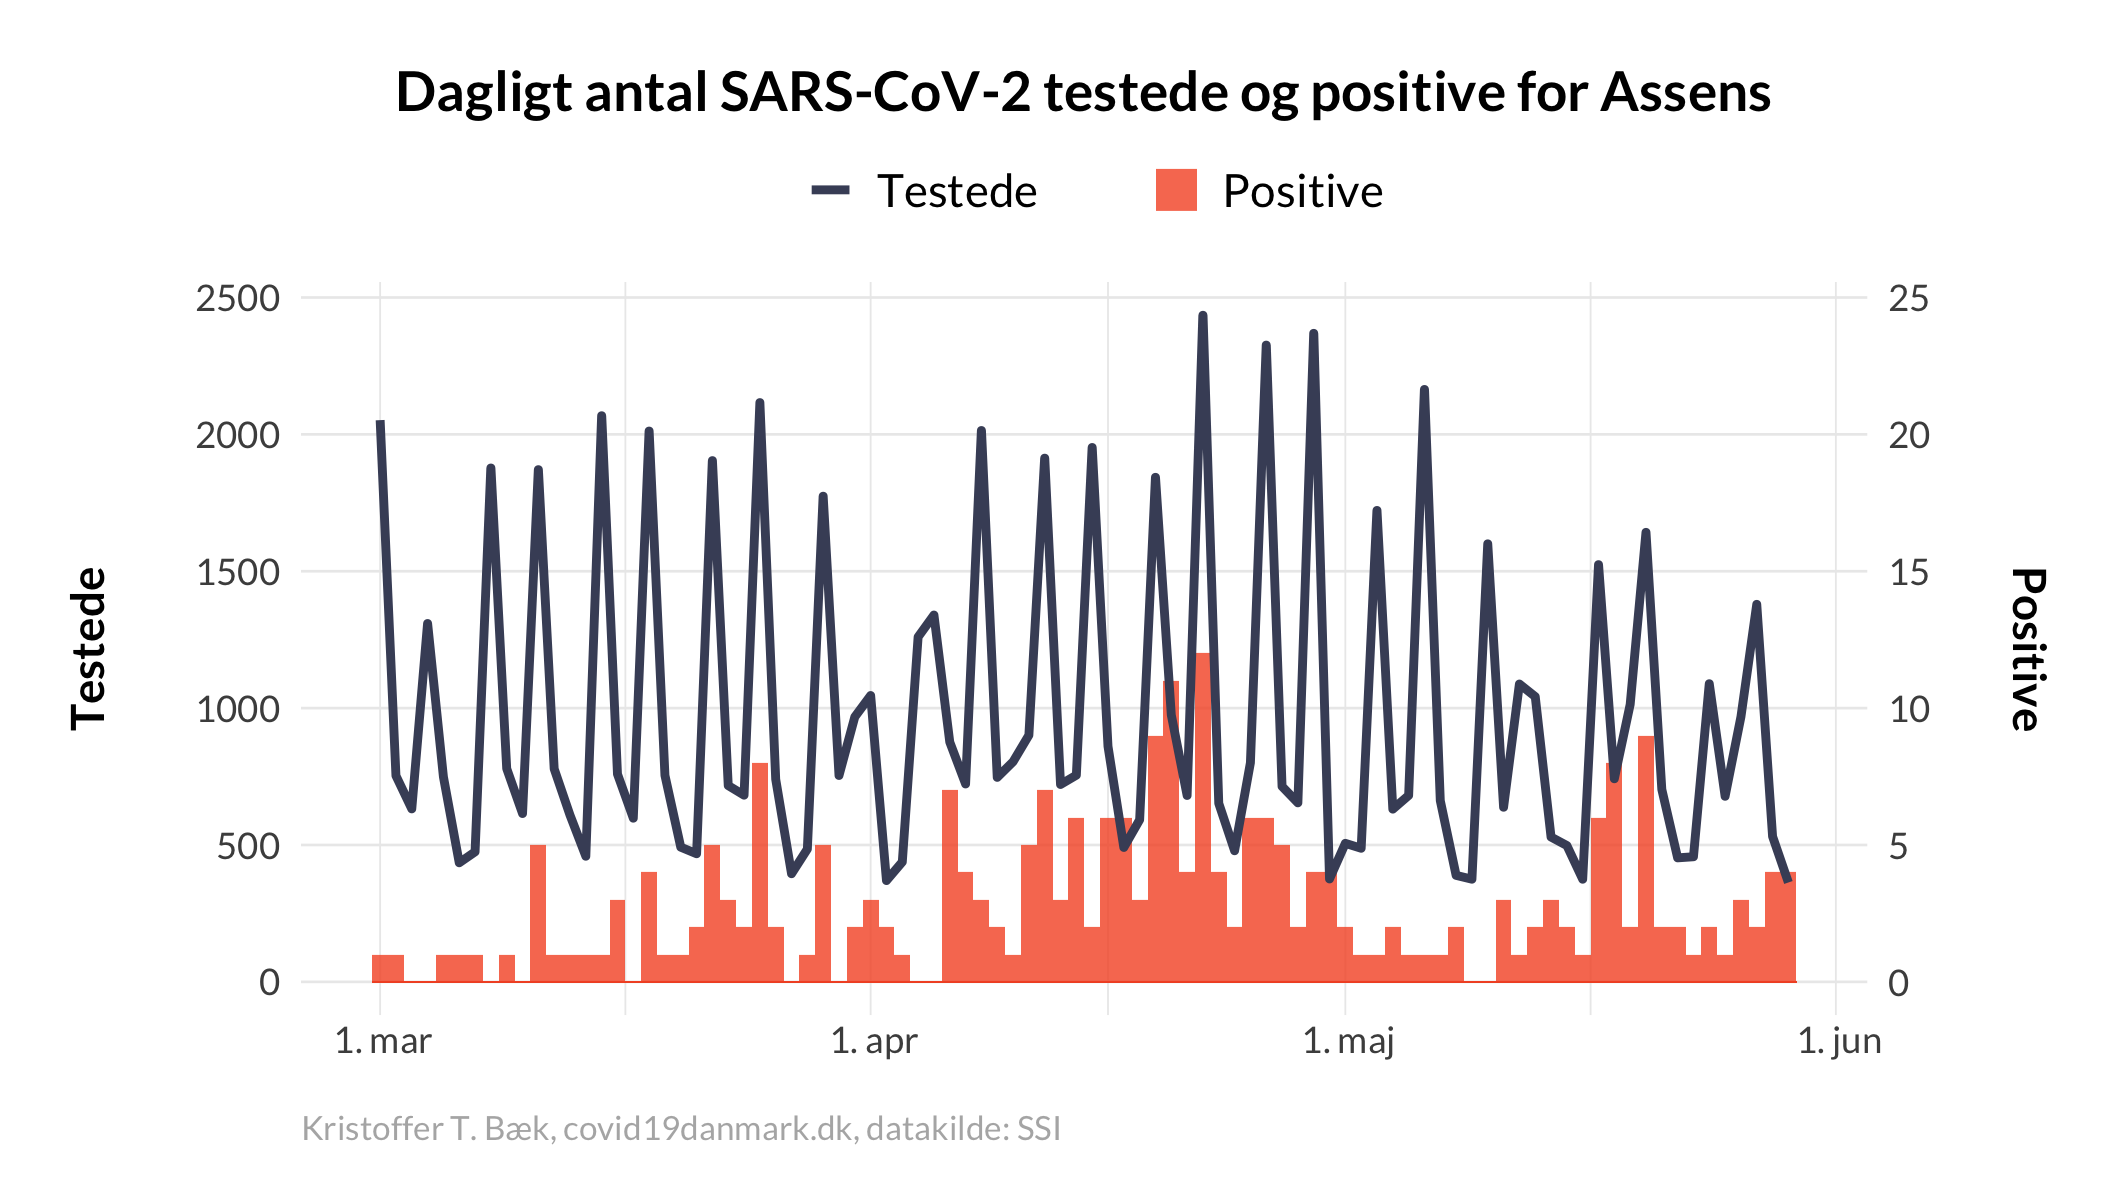 Dagligt antal SARS-CoV-2 testede og positive for Assens
Testede Positive
2500 25
2000 20
1500 15
1000 10
500 5
0 0
Testede
Positive
1. mar 1. apr 1. maj 1. jun
Kristoffer T. Bæk, covid19danmark.dk, datakilde: SSI